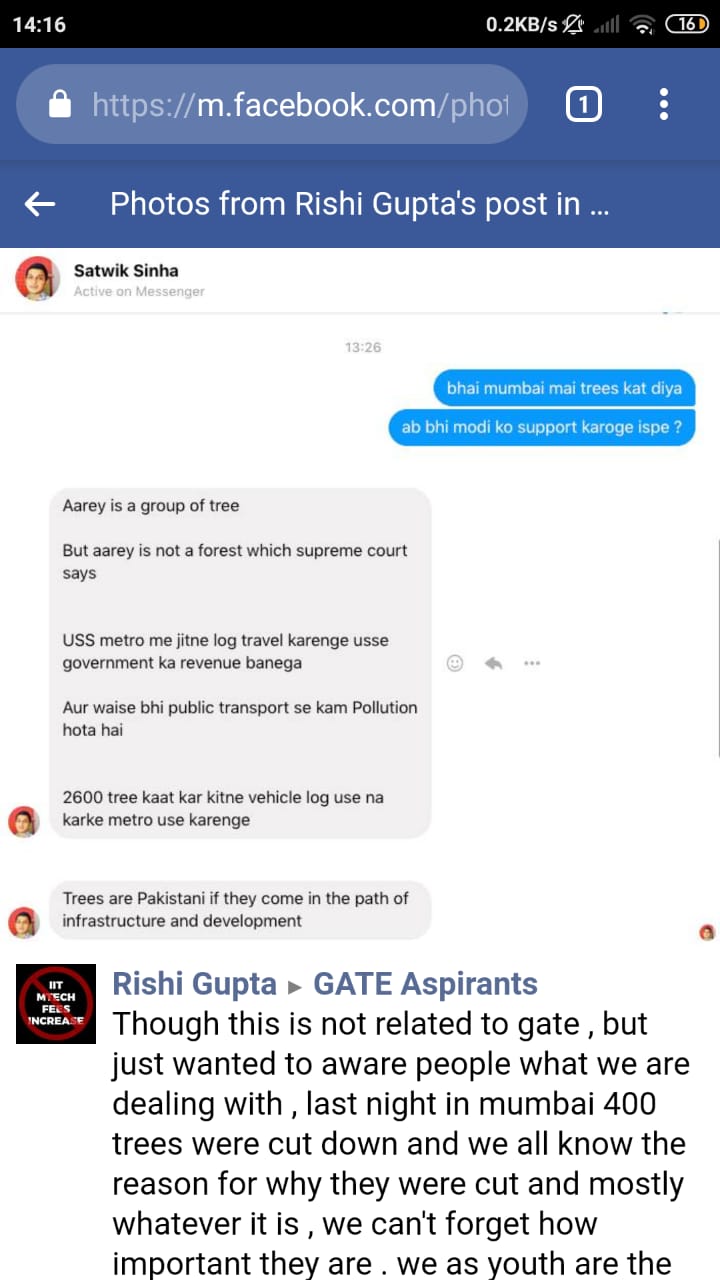 14:16
0.2KB/s
16
https://m.facebook.com/phot
1
Photos from Rishi Gupta's post in ...
Satwik Sinha
Active on Messenger
13:26
bhai mumbai mai trees kat diya
ab bhi modi ko support karoge ispe ?
Aarey is a group of tree
But aarey is not a forest which supreme court
says
USS metro me jitne log travel karenge usse
government ka revenue banega
Aur waise bhi public transport se kam Pollution
hota hai
2600 tree kaat kar kitne vehicle log use na
karke metro use karenge
Trees are Pakistani if they come in the path of
infrastructure and development
IIT
MTECH
FEES
INCREASE
Rishi Gupta ▸ GATE Aspirants
Though this is not related to gate , but
just wanted to aware people what we are
dealing with , last night in mumbai 400
trees were cut down and we all know the
reason for why they were cut and mostly
whatever it is , we can't forget how
important they are . we as youth are the